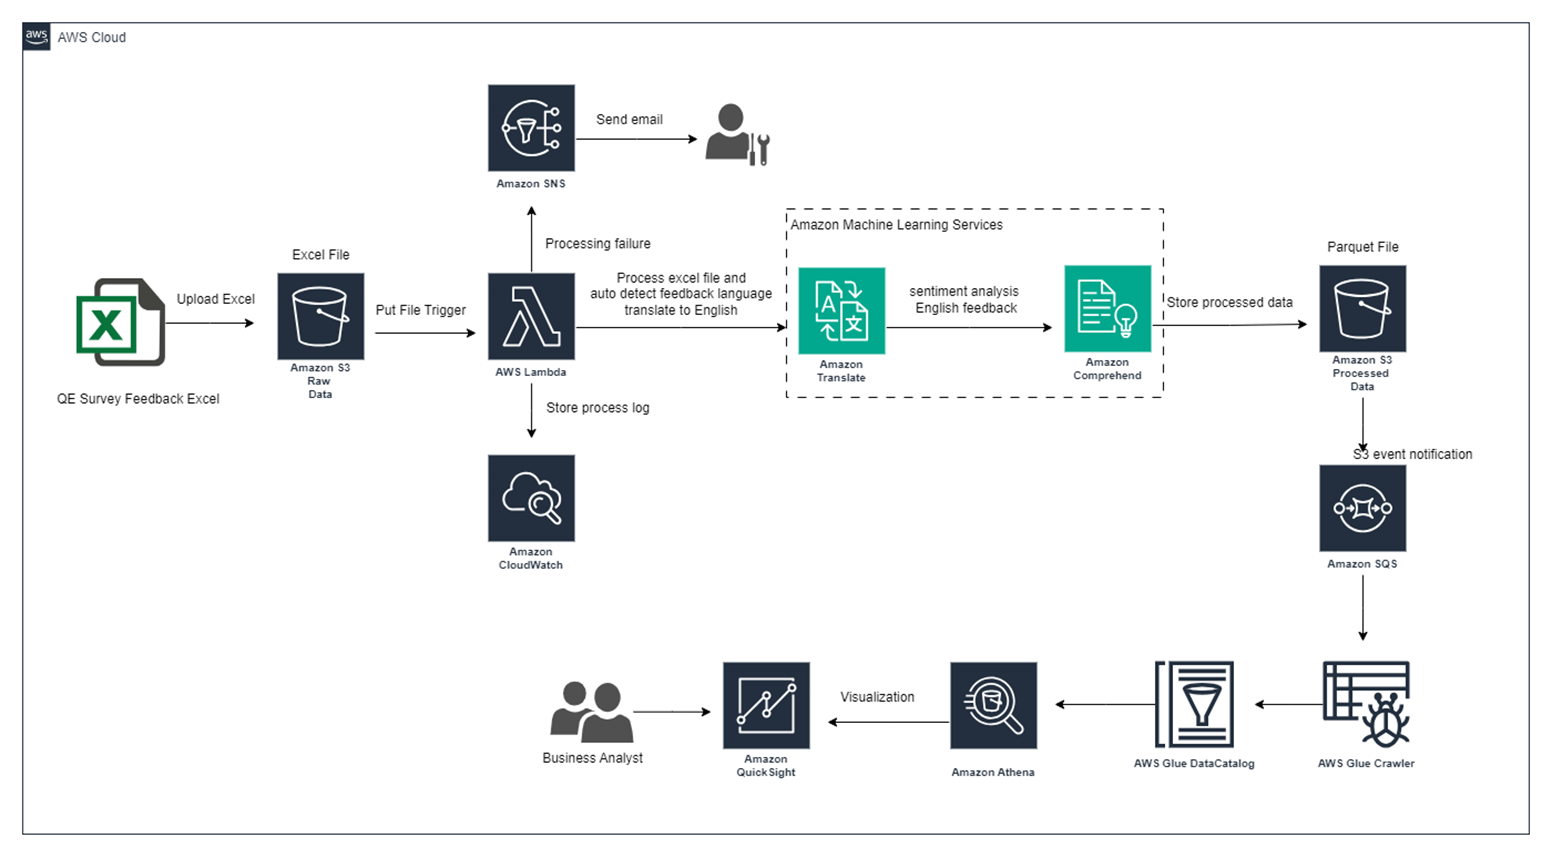 aws
AWS Cloud
Send email
Amazon SNS
Amazon Machine Learning Services
Processing failure
Excel File
Parquet File
Upload Excel
Put File Trigger
Process excel file and
auto detect feedback language
translate to English
sentiment analysis
English feedback
Store processed data
X
A
文
Amazon S3
Raw
Data
AWS Lambda
Amazon
Translate
Amazon
Comprehend
Amazon S3
Processed
Data
QE Survey Feedback Excel
Store process log
S3 event notification
Amazon
CloudWatch
Amazon SQS
Visualization
Business Analyst
Amazon
QuickSight
Amazon Athena
AWS Glue DataCatalog
AWS Glue Crawler